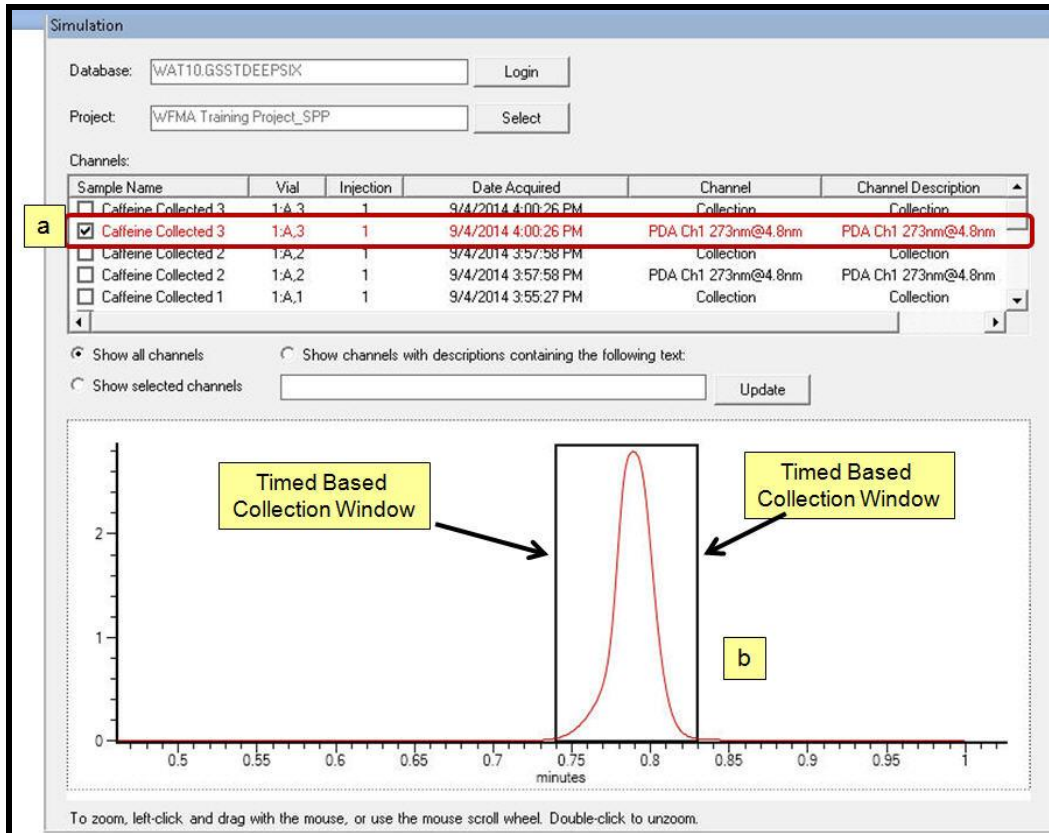 Simulation
Database: WAT10.GSSTDEEPSIX Login
Project: WFMA Training Project_SPP Select
Channels:
Sample Name Vial Injection Date Acquired Channel Channel Description
Caffeine Collected 3 1:A,3 1 9/4/2014 4:00:26 PM Collection Collection
a Caffeine Collected 3 1:A,3 1 9/4/2014 4:00:26 PM PDA Ch1 273nm@4.8nm PDA Ch1 273nm@4.8nm
Caffeine Collected 2 1:A,2 1 9/4/2014 3:57:58 PM Collection Collection
Caffeine Collected 2 1:A,2 1 9/4/2014 3:57:58 PM PDA Ch1 273nm@4.8nm PDA Ch1 273nm@4.8nm
Caffeine Collected 1 1:A,1 1 9/4/2014 3:55:27 PM Collection Collection
Show all channels Show channels with descriptions containing the following text:
Show selected channels Update
Timed Based
Collection Window
Timed Based
Collection Window
2
1
b
0
0.5 0.55 0.6 0.65 0.7 0.75 0.8 0.85 0.9 0.95 1
minutes
To zoom, left-click and drag with the mouse, or use the mouse scroll wheel. Double-click to unzoom.